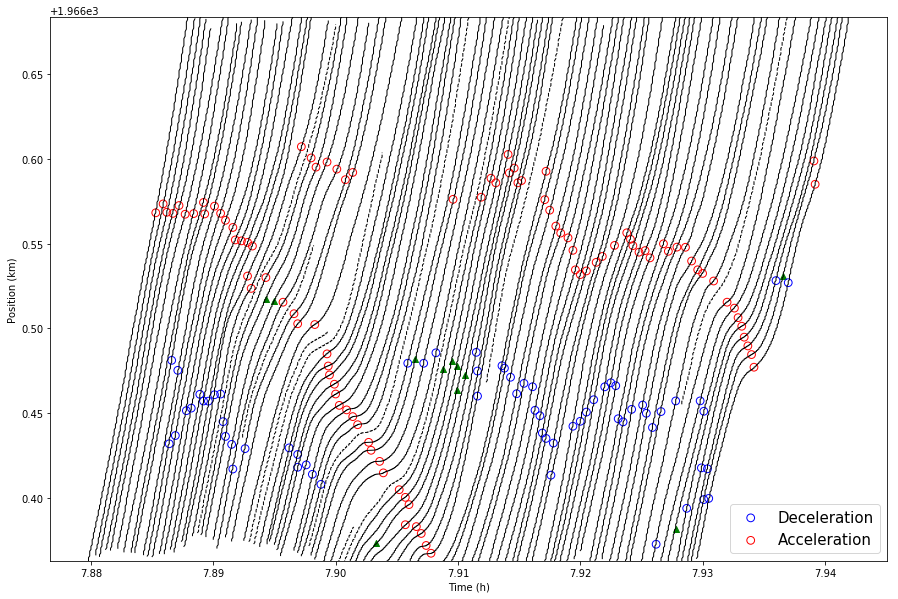 +1.966e3
0.65
0.60
0.55
0.50
0.45
0.40
Position (km)
7.88 7.89 7.90 7.91 7.92 7.93 7.94
Time (h)
Deceleration
Acceleration